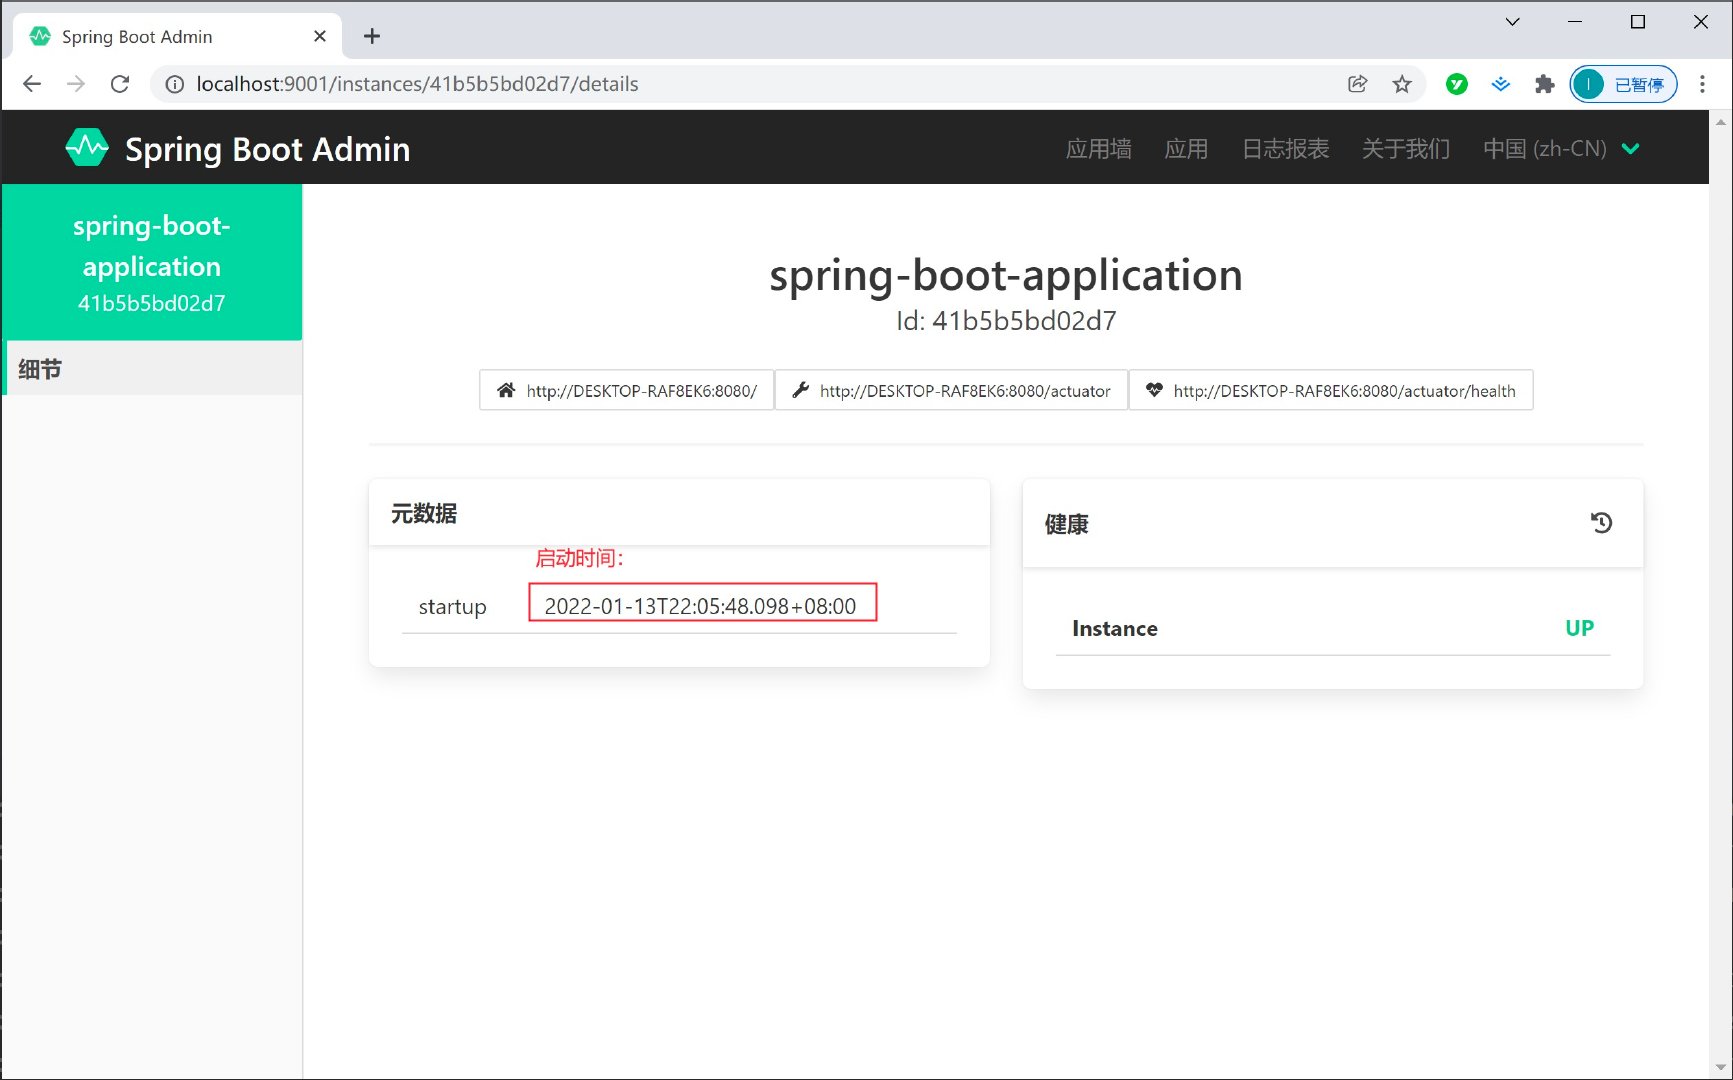 Spring Boot Admin
localhost:9001/instances/41b5b5bd02d7/details
已暂停
Spring Boot Admin
应用墙 应用 日志报表 关于我们 中国 (zh-CN)
spring-boot-
application
41b5b5bd02d7
细节
spring-boot-application
Id: 41b5b5bd02d7
http://DESKTOP-RAF8EK6:8080/ http://DESKTOP-RAF8EK6:8080/actuator http://DESKTOP-RAF8EK6:8080/actuator/health
元数据
启动时间：
startup 2022-01-13T22:05:48.098+08:00
健康
Instance UP